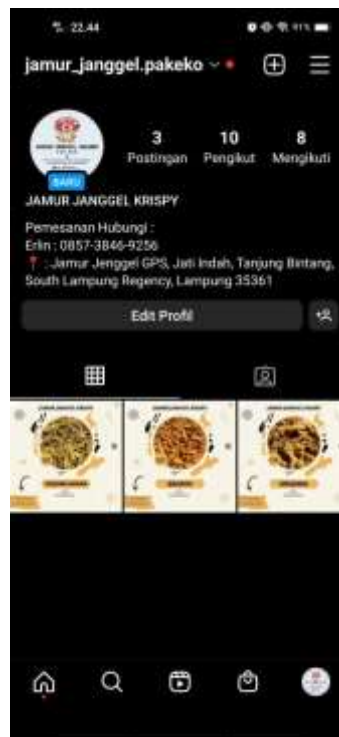 22.44
jamur_janggel.pakeko
3 10 8
Postingan Pengikut Mengikuti
BARU
JAMUR JANGGEL KRISPY
Pemesanan Hubungi :
Erlin : 0857-3846-9256
: Jamur Jenggel GPS, Jati Indah, Tanjung Bintang,
South Lampung Regency, Lampung 35361
Edit Profil